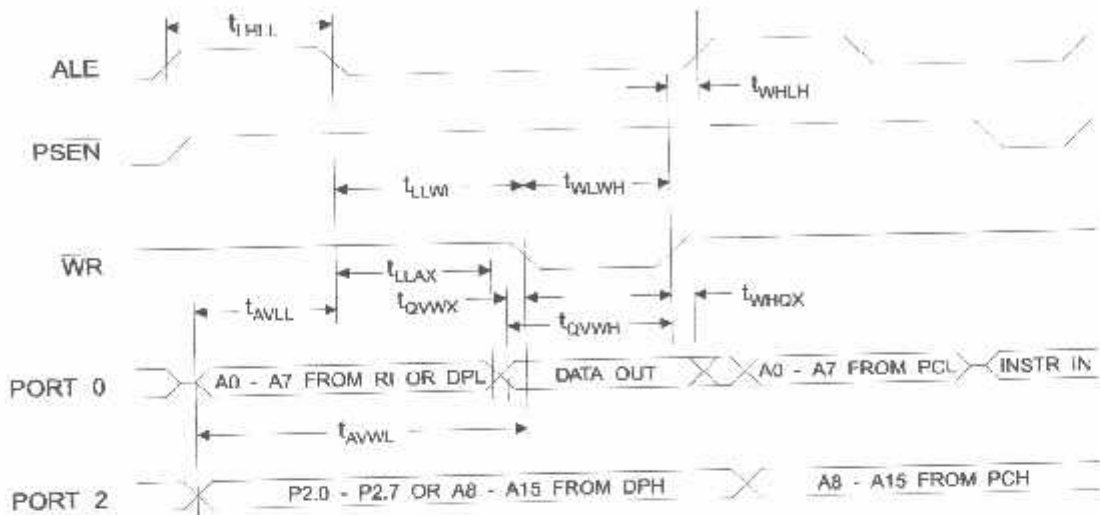 tLHLL
ALE
tWHLH
PSEN
tLLWl
tWLWH
WR
tLLAX
tQVWX
tWHQX
tAVLL
tQVWH
PORT 0
A0 - A7 FROM RI OR DPL
DATA OUT
A0 - A7 FROM PCL
INSTR IN
tAVWL
PORT 2
P2.0 - P2.7 OR A8 - A15 FROM DPH
A8 - A15 FROM PCH